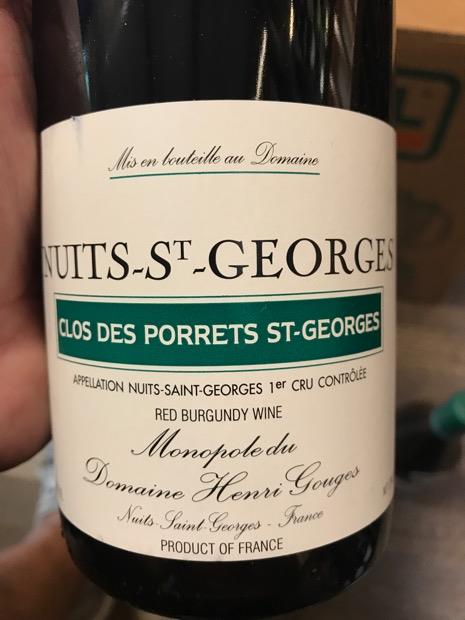 Mis en bouteille au Domaine
NUITS-ST-GEORGES
CLOS DES PORRETS ST-GEORGES
APPELLATION NUITS-SAINT-GEORGES 1er CRU CONTRÔLÉE
RED BURGUNDY WINE
Monopole du
Domaine Henri Gouges
Nuits-Saint-Georges - France
PRODUCT OF FRANCE